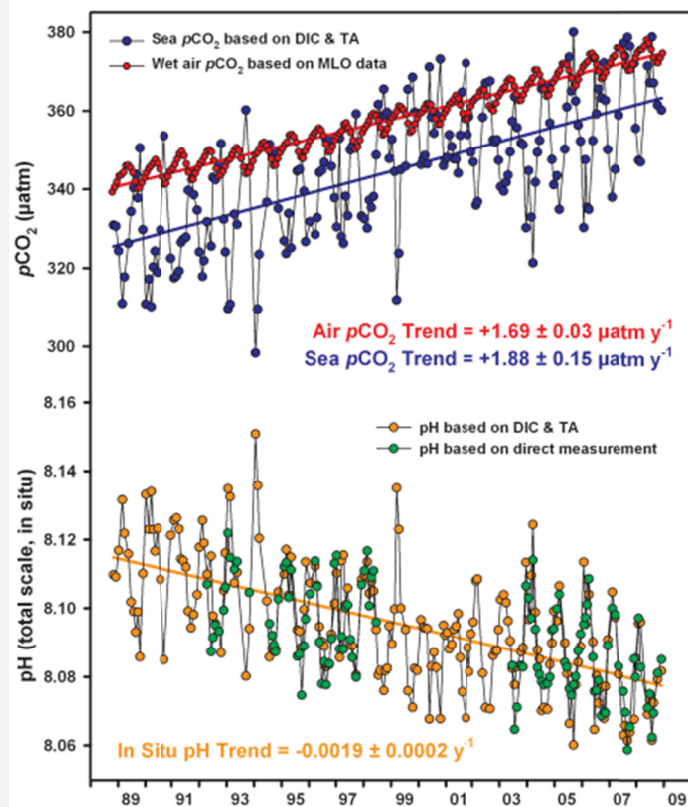 380
360
340
320
300
pCO2 (µatm)
Sea pCO2 based on DIC & TA
Wet air pCO2 based on MLO data
Air pCO2 Trend = +1.69 ± 0.03 µatm y-1
Sea pCO2 Trend = +1.88 ± 0.15 µatm y-1
8.16
8.14
8.12
8.10
8.08
8.06
pH (total scale, in situ)
pH based on DIC & TA
pH based on direct measurement
In Situ pH Trend = -0.0019 ± 0.0002 y-1
89 91 93 95 97 99 01 03 05 07 09